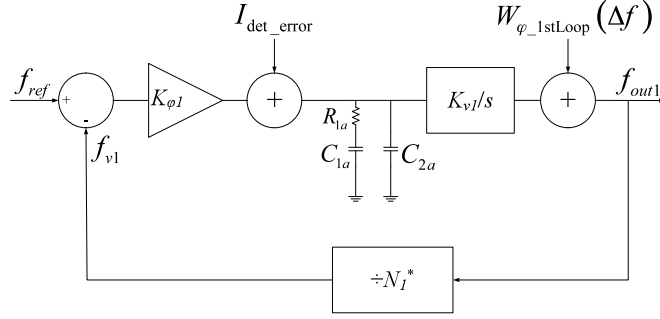 I_det_error
W_φ_1stLoop (Δf)
f_ref
+
-
K_φ1
+
K_v1/s
+
f_out1
R_1a
C_1a
C_2a
f_v1
÷N_1*